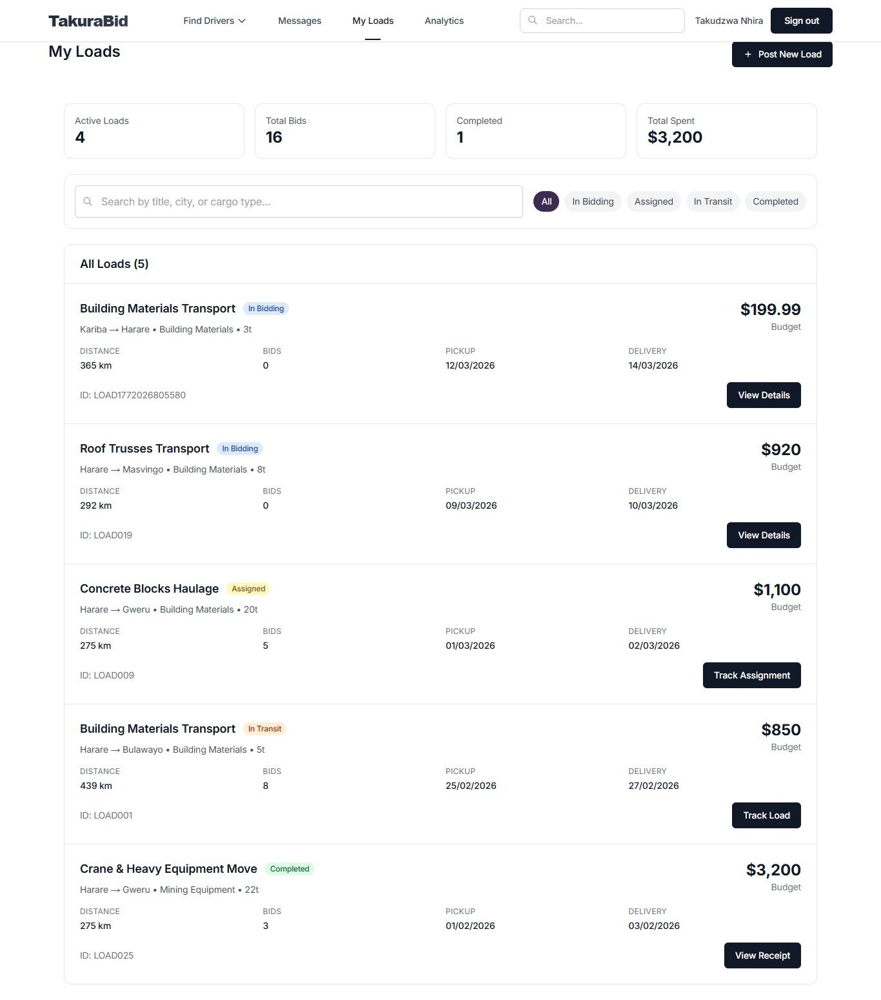 TakuraBid
Find Drivers
Messages
My Loads
Analytics
Search...
Takudzwa Nhira
Sign out
My Loads
+ Post New Load
Active Loads
4
Total Bids
16
Completed
1
Total Spent
$3,200
Search by title, city, or cargo type...
All
In Bidding
Assigned
In Transit
Completed
All Loads (5)
Building Materials Transport
In Bidding
$199.99
Budget
Kariba → Harare • Building Materials • 3t
DISTANCE
365 km
BIDS
0
PICKUP
12/03/2026
DELIVERY
14/03/2026
ID: LOAD1772026805580
View Details
Roof Trusses Transport
In Bidding
$920
Budget
Harare → Masvingo • Building Materials • 8t
DISTANCE
292 km
BIDS
0
PICKUP
09/03/2026
DELIVERY
10/03/2026
ID: LOAD019
View Details
Concrete Blocks Haulage
Assigned
$1,100
Budget
Harare → Gweru • Building Materials • 20t
DISTANCE
275 km
BIDS
5
PICKUP
01/03/2026
DELIVERY
02/03/2026
ID: LOAD009
Track Assignment
Building Materials Transport
In Transit
$850
Budget
Harare → Bulawayo • Building Materials • 5t
DISTANCE
439 km
BIDS
8
PICKUP
25/02/2026
DELIVERY
27/02/2026
ID: LOAD001
Track Load
Crane & Heavy Equipment Move
Completed
$3,200
Budget
Harare → Gweru • Mining Equipment • 22t
DISTANCE
275 km
BIDS
3
PICKUP
01/02/2026
DELIVERY
03/02/2026
ID: LOAD025
View Receipt